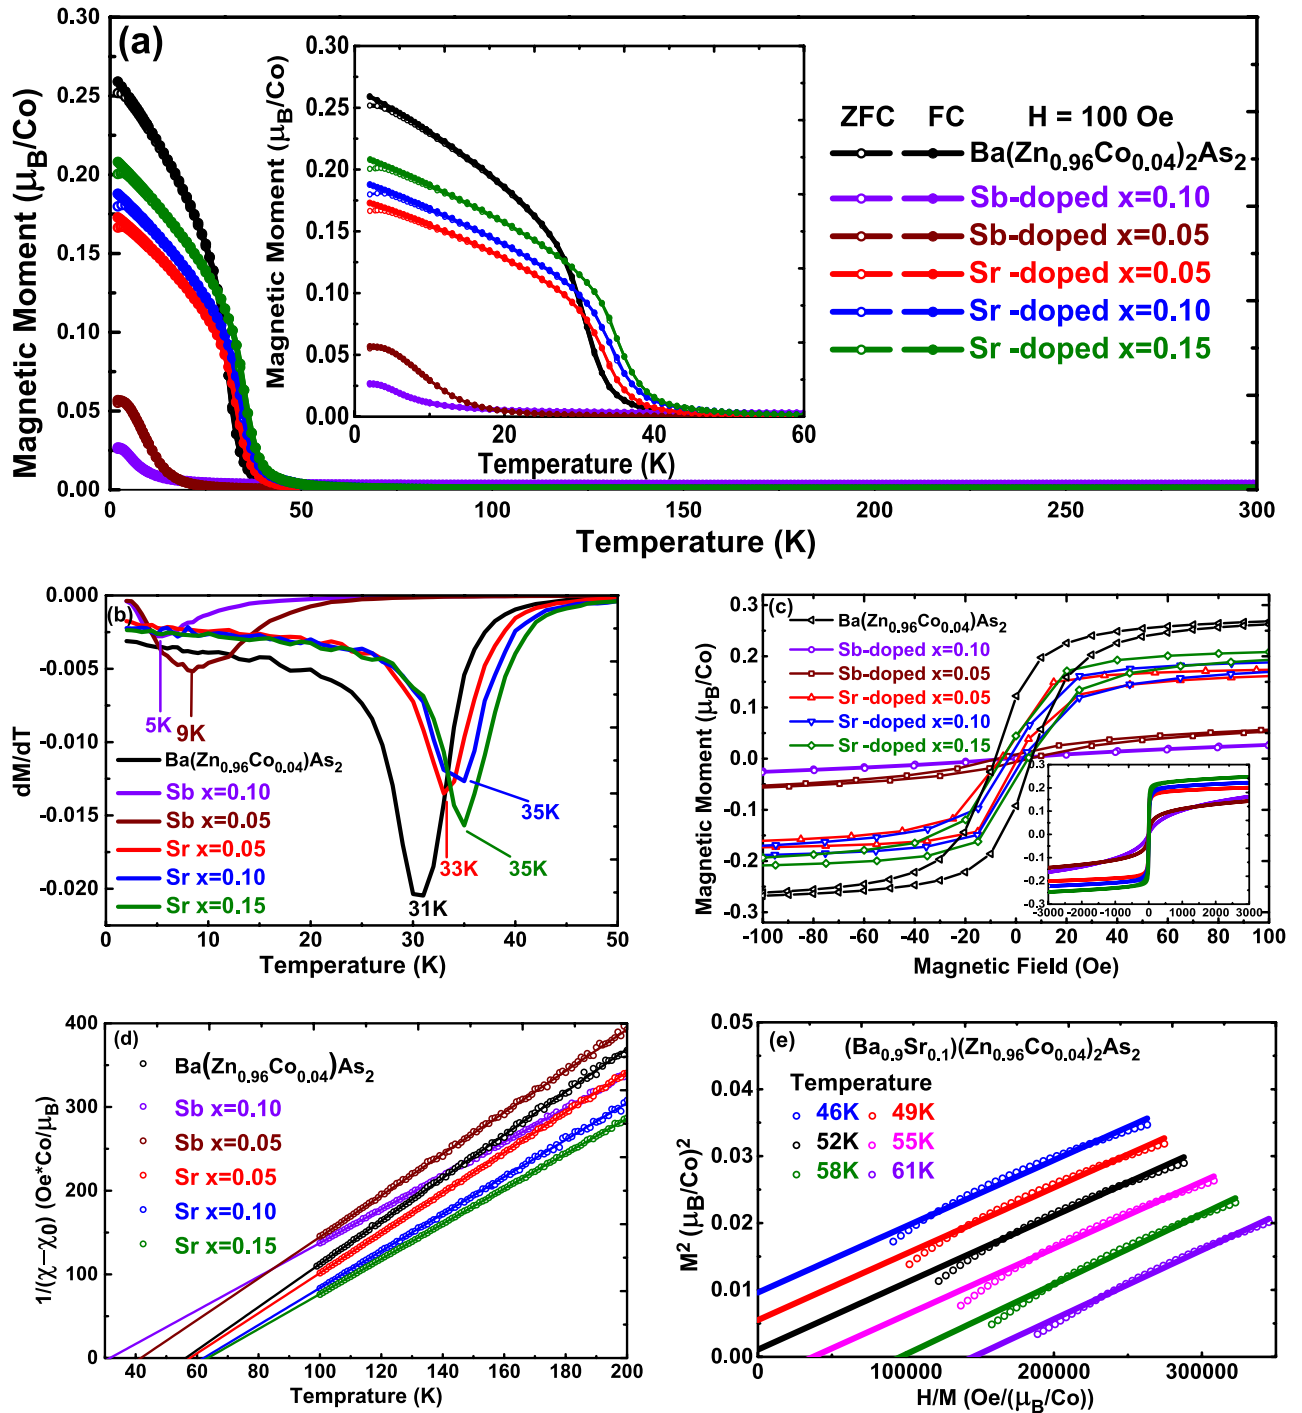 (a)
0.30
0.25
0.20
0.15
0.10
0.05
0.00
Magnetic Moment (μB/Co)
0 50 100 150 200 250 300
Temperature (K)
0.30
0.25
0.20
0.15
0.10
0.05
0.00
Magnetic Moment (μB/Co)
0 20 40 60
Temperature (K)
ZFC FC H = 100 Oe
Ba(Zn0.96Co0.04)2As2
Sb-doped x=0.10
Sb-doped x=0.05
Sr -doped x=0.05
Sr -doped x=0.10
Sr -doped x=0.15
(b)
0.000
-0.005
-0.010
-0.015
-0.020
dM/dT
5K
9K
Ba(Zn0.96Co0.04)As2
Sb x=0.10
Sb x=0.05
Sr x=0.05
Sr x=0.10
Sr x=0.15
35K
33K
35K
31K
0 10 20 30 40 50
Temperature (K)
(c)
0.3
0.2
0.1
0.0
-0.1
-0.2
-0.3
Magnetic Moment (μB/Co)
Ba(Zn0.96Co0.04)As2
Sb-doped x=0.10
Sb-doped x=0.05
Sr -doped x=0.05
Sr -doped x=0.10
Sr -doped x=0.15
0.3
0.2
0.1
0.0
-0.1
-0.2
-0.3
-3000 -2000 -1000 0 1000 2000 3000
-100 -80 -60 -40 -20 0 20 40 60 80 100
Magnetic Field (Oe)
(d)
400
300
200
100
0
1/(χ−χ0) (Oe*Co/μB)
Ba(Zn0.96Co0.04)As2
Sb x=0.10
Sb x=0.05
Sr x=0.05
Sr x=0.10
Sr x=0.15
40 60 80 100 120 140 160 180 200
Temprature (K)
(e)
0.05
0.04
0.03
0.02
0.01
0.00
M2 (μB/Co)2
(Ba0.9Sr0.1)(Zn0.96Co0.04)2As2
Temperature
46K 49K
52K 55K
58K 61K
0 100000 200000 300000
H/M (Oe/(μB/Co))